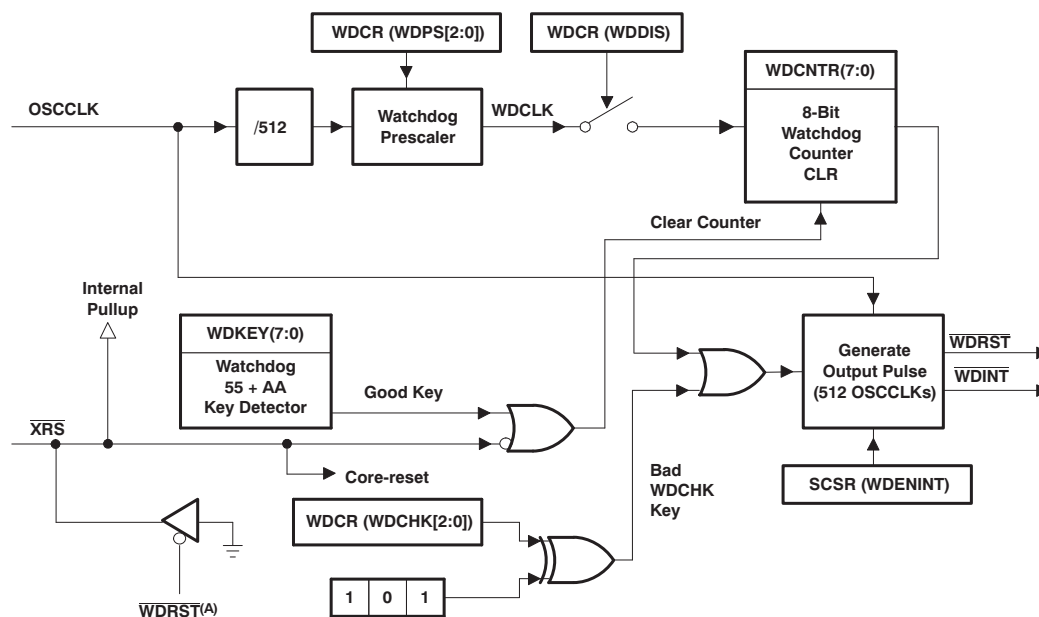 WDCR (WDPS[2:0])
WDCR (WDDIS)
WDCNTR(7:0)
OSCCLK
/512
Watchdog
Prescaler
WDCLK
8-Bit
Watchdog
Counter
CLR
Clear Counter
Internal
Pullup
WDKEY(7:0)
Watchdog
55 + AA
Key Detector
Good Key
Generate
Output Pulse
(512 OSCCLKs)
WDRST
WDINT
XRS
Core-reset
Bad
WDCHK
Key
SCSR (WDENINT)
WDCR (WDCHK[2:0])
1 0 1
WDRST(A)